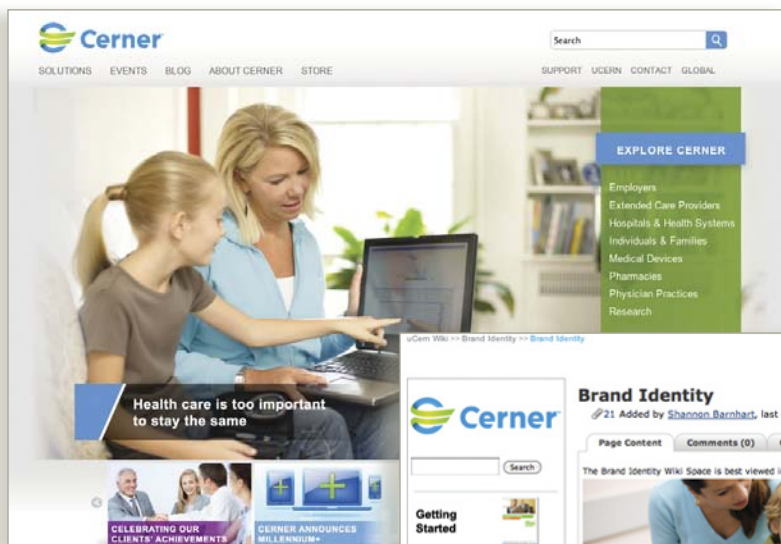 Cerner
Search
SOLUTIONS EVENTS BLOG ABOUT CERNER STORE
SUPPORT UCERN CONTACT GLOBAL
EXPLORE CERNER
Employers
Extended Care Providers
Hospitals & Health Systems
Individuals & Families
Medical Devices
Pharmacies
Physician Practices
Research
Health care is too important
to stay the same
CELEBRATING OUR
CLIENTS' ACHIEVEMENTS
CERNER ANNOUNCES
MILLENNIUM+
uCern Wiki >> Brand Identity >> Brand Identity
Cerner
Search
Getting
Started
Brand Identity
21 Added by Shannon Barnhart, last
Page Content Comments (0)
The Brand Identity Wiki Space is best viewed i